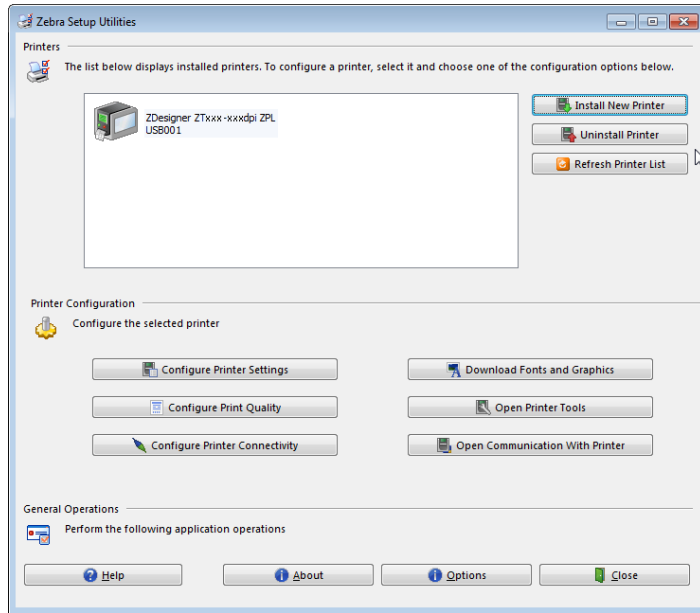 Zebra Setup Utilities
Printers
The list below displays installed printers. To configure a printer, select it and choose one of the configuration options below.
ZDesigner ZTxxx-xxxdpi ZPL
USB001
Install New Printer
Uninstall Printer
Refresh Printer List
Printer Configuration
Configure the selected printer
Configure Printer Settings
Download Fonts and Graphics
Configure Print Quality
Open Printer Tools
Configure Printer Connectivity
Open Communication With Printer
General Operations
Perform the following application operations
Help
About
Options
Close